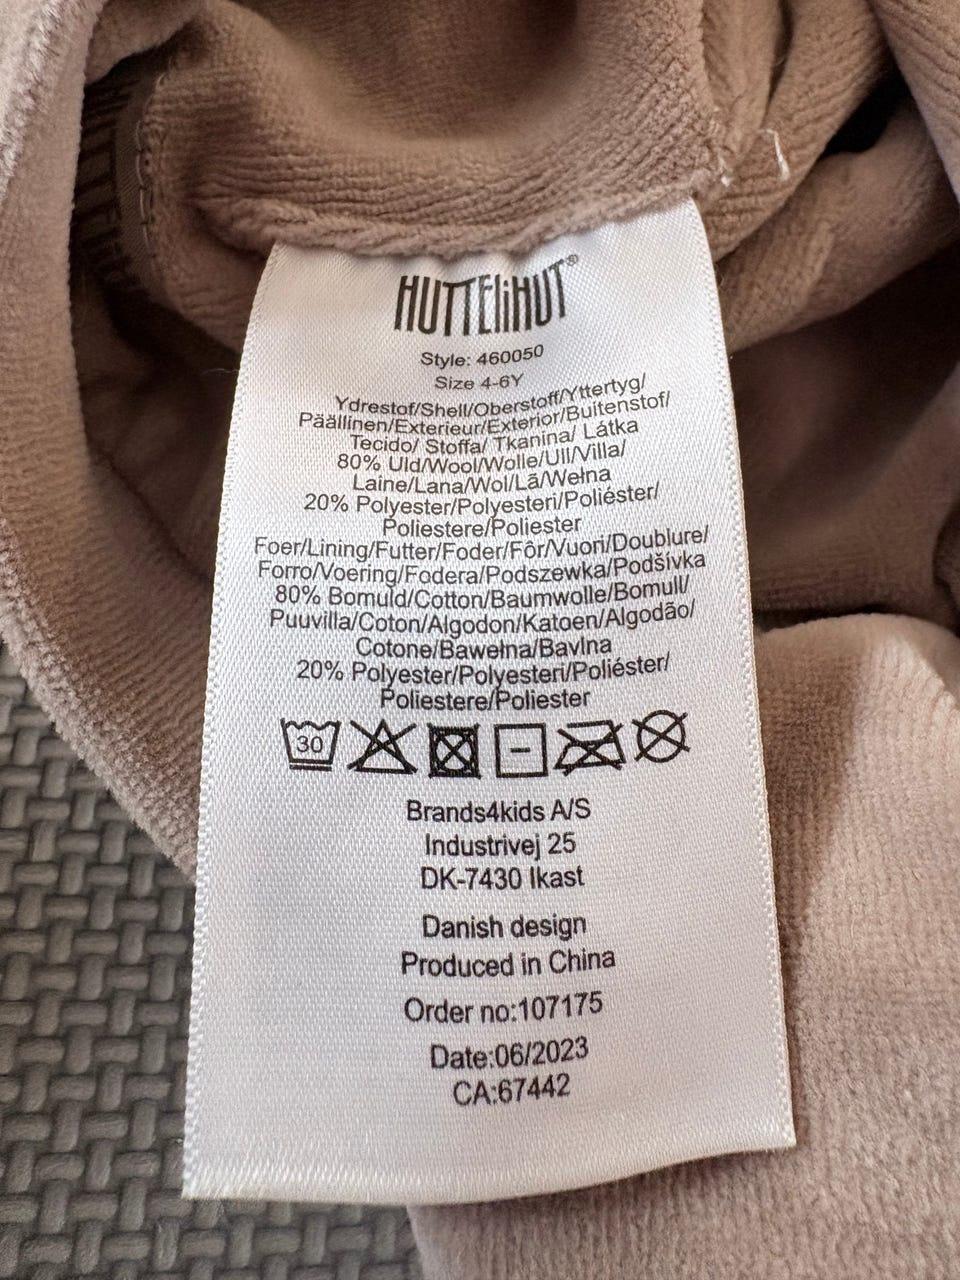 HUTTELiHUT®
Style: 460050
Size 4-6Y
Ydrestof/Shell/Oberstoff/Yttertyg/
Päällinen/Exterieur/Exterior/Buitenstof/
Tecido/ Stoffa/ Tkanina/ Látka
80% Uld/Wool/Wolle/Ull/Villa/
Laine/Lana/Wol/Lã/Wełna
20% Polyester/Polyesteri/Poliéster/
Poliestere/Poliester
Foer/Lining/Futter/Foder/Fôr/Vuori/Doublure/
Forro/Voering/Fodera/Podszewka/Podšívka
80% Bomuld/Cotton/Baumwolle/Bomull/
Puuvilla/Coton/Algodon/Katoen/Algodão/
Cotone/Bawełna/Bavlna
20% Polyester/Polyesteri/Poliéster/
Poliestere/Poliester
30
Brands4kids A/S
Industrivej 25
DK-7430 Ikast
Danish design
Produced in China
Order no:107175
Date:06/2023
CA:67442